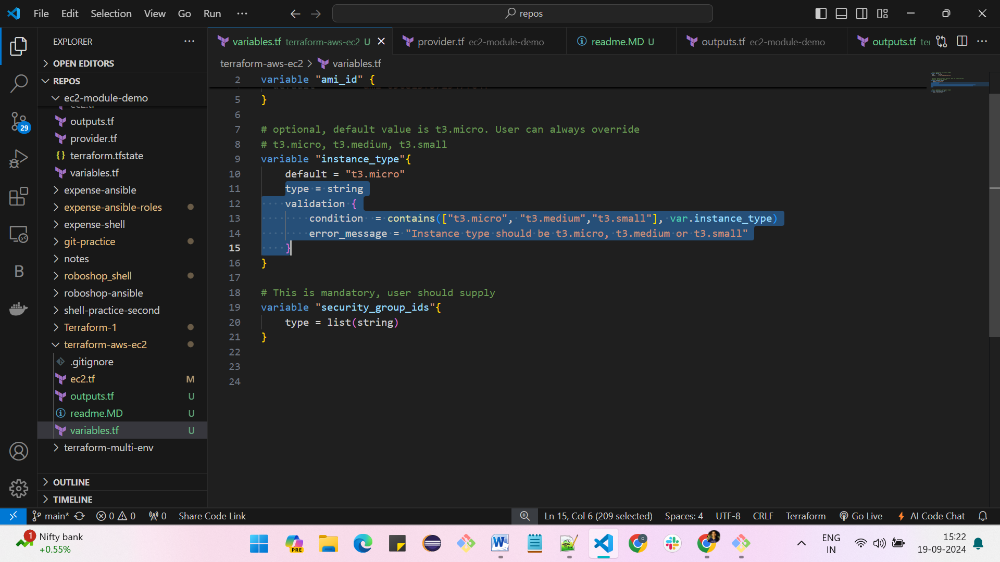 File Edit Selection View Go Run ···
repos
EXPLORER ···
OPEN EDITORS
REPOS
ec2-module-demo
ec2.tf
outputs.tf
provider.tf
{} terraform.tfstate
variables.tf
expense-ansible
expense-ansible-roles
expense-shell
git-practice
notes
roboshop_shell
roboshop-ansible
shell-practice-second
Terraform-1
terraform-aws-ec2
.gitignore
ec2.tf M
outputs.tf U
readme.MD U
variables.tf U
terraform-multi-env
OUTLINE
TIMELINE
29
B
variables.tf terraform-aws-ec2 U
provider.tf ec2-module-demo
readme.MD U
outputs.tf ec2-module-demo
outputs.tf te
terraform-aws-ec2 > variables.tf
2 variable "ami_id" {
5 }
6
7 # optional, default value is t3.micro. User can always override
8 # t3.micro, t3.medium, t3.small
9 variable "instance_type"{
10 default = "t3.micro"
11 type = string
12 validation {
13 condition  = contains(["t3.micro", "t3.medium","t3.small"], var.instance_type)
14 error_message = "Instance type should be t3.micro, t3.medium or t3.small"
15 }
16 }
17
18 # This is mandatory, user should supply
19 variable "security_group_ids"{
20 type = list(string)
21 }
22
23
24
main* 0 0 0 Share Code Link
Ln 15, Col 6 (209 selected) Spaces: 4 UTF-8 CRLF Terraform Go Live AI Code Chat
1
Nifty bank
+0.55%
PRE
W
C
ENG
IN
15:22
19-09-2024